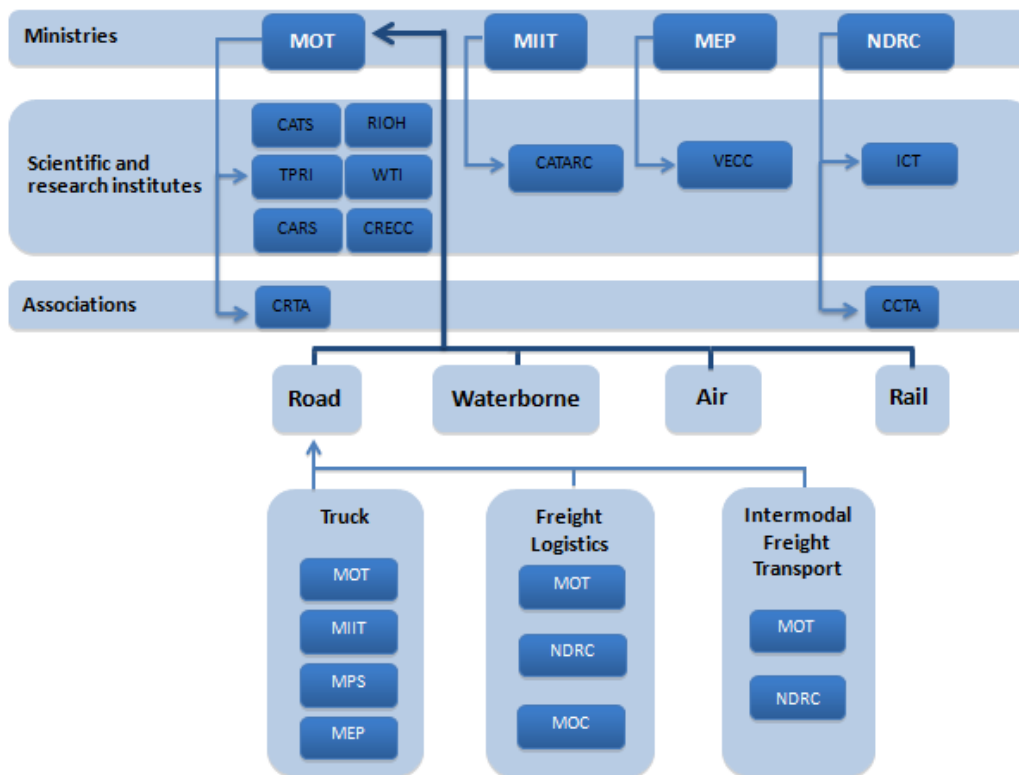 Ministries
MOT
MIIT
MEP
NDRC
Scientific and
research institutes
CATS
RIOH
TPRI
WTI
CARS
CRECC
CATARC
VECC
ICT
Associations
CRTA
CCTA
Road
Waterborne
Air
Rail
Truck
MOT
MIIT
MPS
MEP
Freight
Logistics
MOT
NDRC
MOC
Intermodal
Freight
Transport
MOT
NDRC